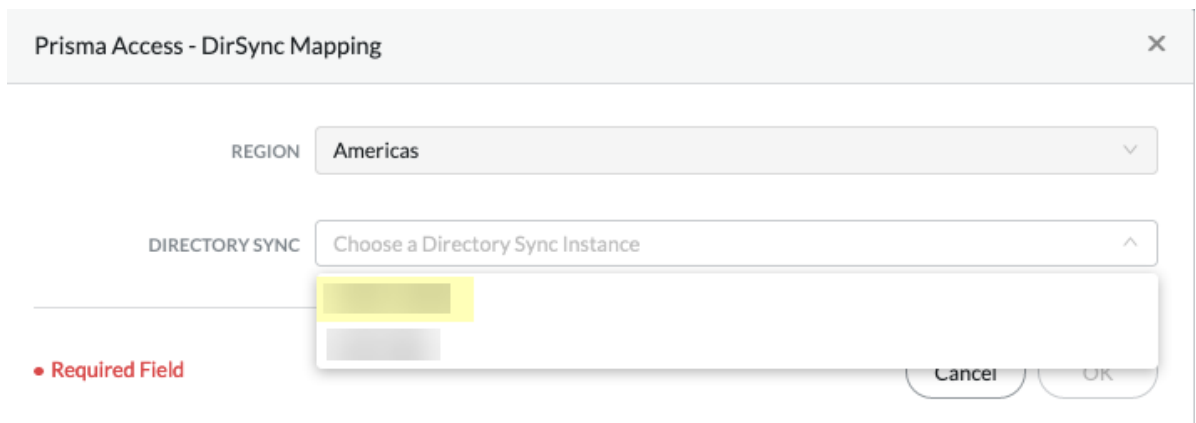 Prisma Access - DirSync Mapping
REGION Americas
DIRECTORY SYNC Choose a Directory Sync Instance
• Required Field Cancel OK